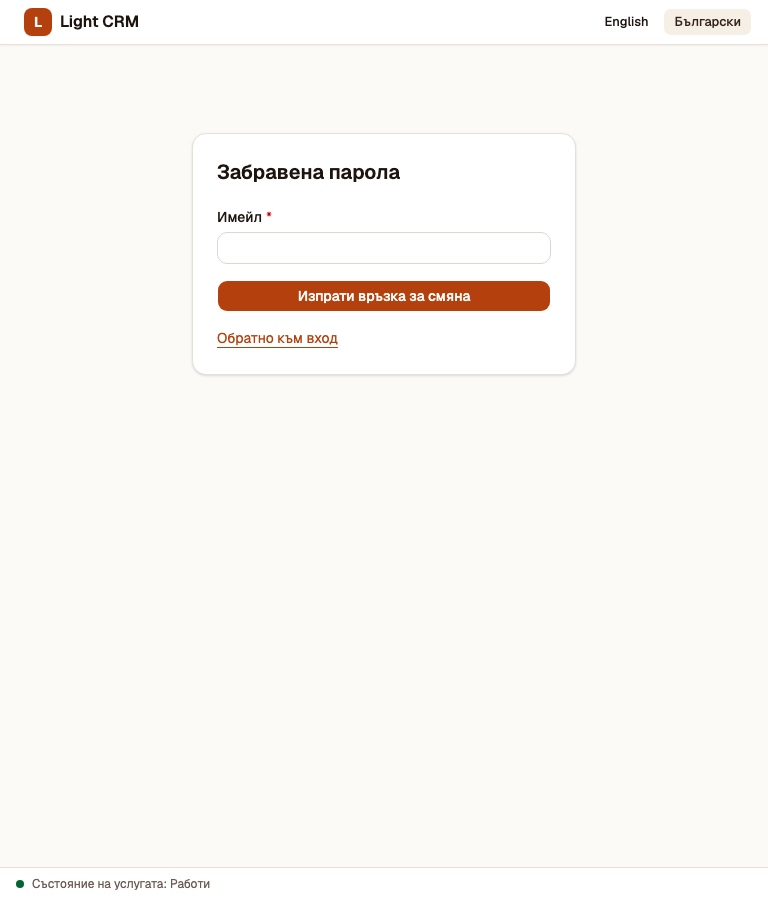 L Light CRM
English
Български
Забравена парола
Имейл *
Изпрати връзка за смяна
Обратно към вход
Състояние на услугата: Работи